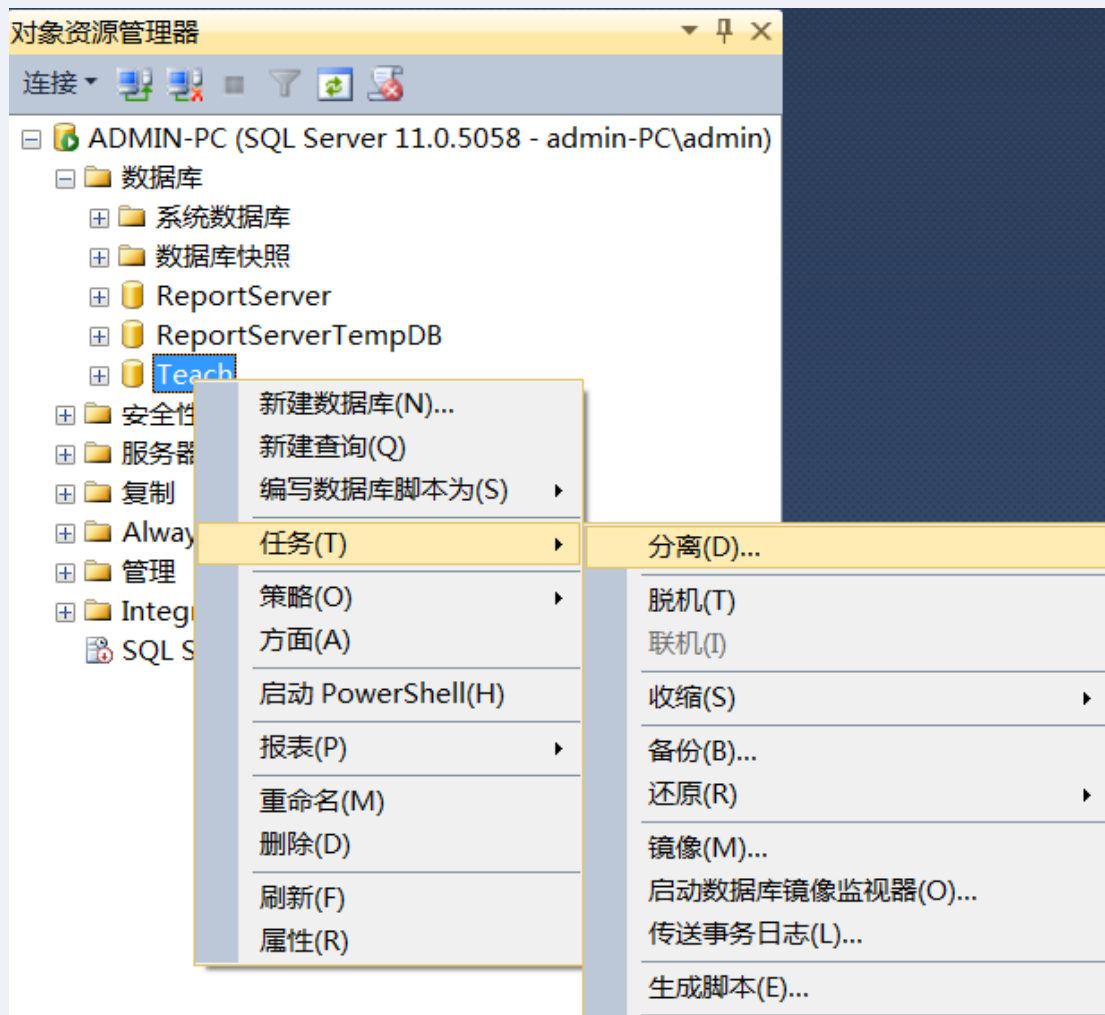 对象资源管理器
连接
ADMIN-PC (SQL Server 11.0.5058 - admin-PC\admin)
数据库
系统数据库
数据库快照
ReportServer
ReportServerTempDB
Teach
安全性
服务器
复制
Alway
管理
Integr
SQL S
新建数据库(N)...
新建查询(Q)
编写数据库脚本为(S)
任务(T)
策略(O)
方面(A)
启动 PowerShell(H)
报表(P)
重命名(M)
删除(D)
刷新(F)
属性(R)
分离(D)...
脱机(T)
联机(I)
收缩(S)
备份(B)...
还原(R)
镜像(M)...
启动数据库镜像监视器(O)...
传送事务日志(L)...
生成脚本(E)...